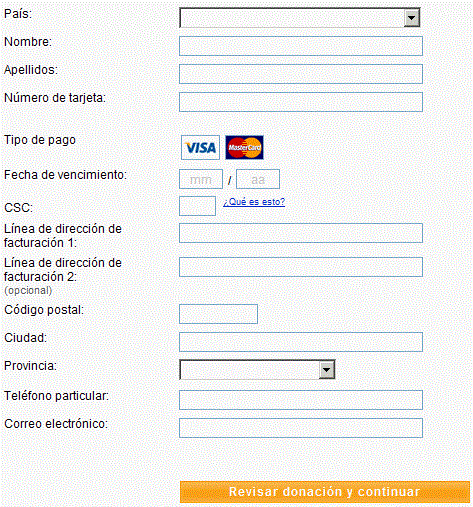 País:
Nombre:
Apellidos:
Número de tarjeta:
Tipo de pago
VISA MasterCard
Fecha de vencimiento:
mm / aa
CSC:
¿Qué es esto?
Línea de dirección de
facturación 1:
Línea de dirección de
facturación 2:
(opcional)
Código postal:
Ciudad:
Provincia:
Teléfono particular:
Correo electrónico:
Revisar donación y continuar